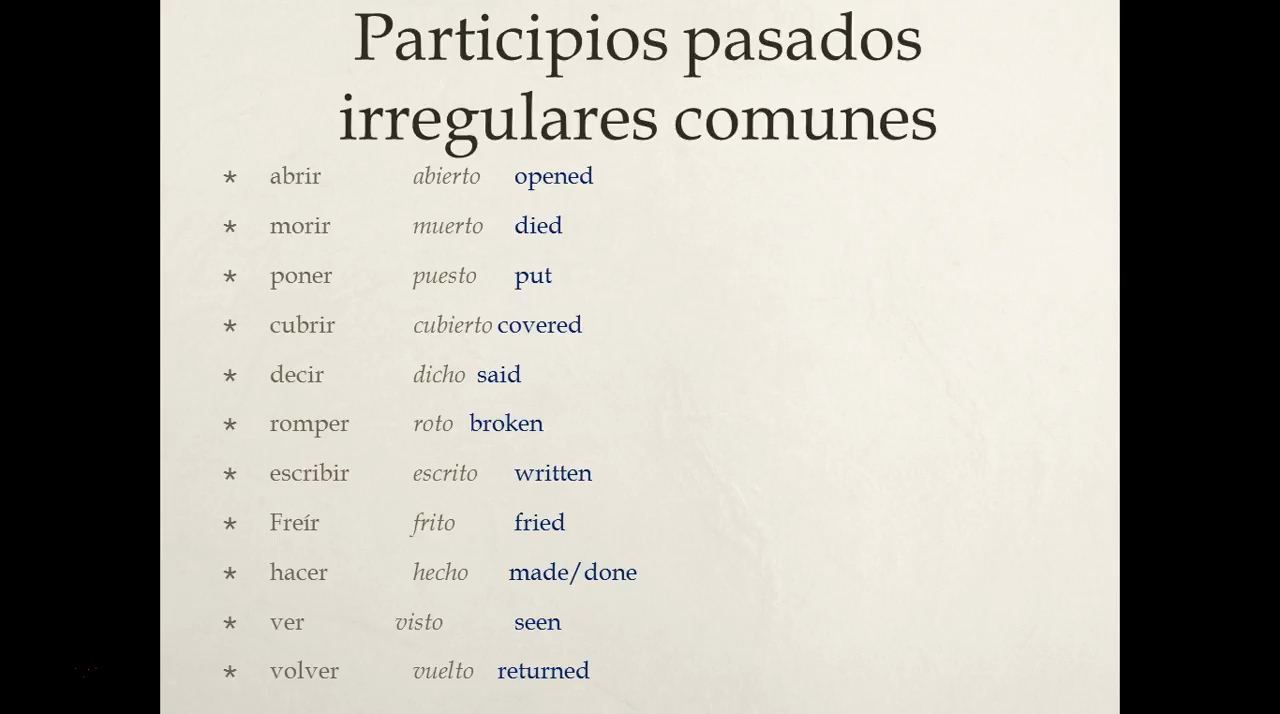 Participios pasados
irregulares comunes
* abrir abierto opened
* morir muerto died
* poner puesto put
* cubrir cubierto covered
* decir dicho said
* romper roto broken
* escribir escrito written
* Freír frito fried
* hacer hecho made/done
* ver visto seen
* volver vuelto returned